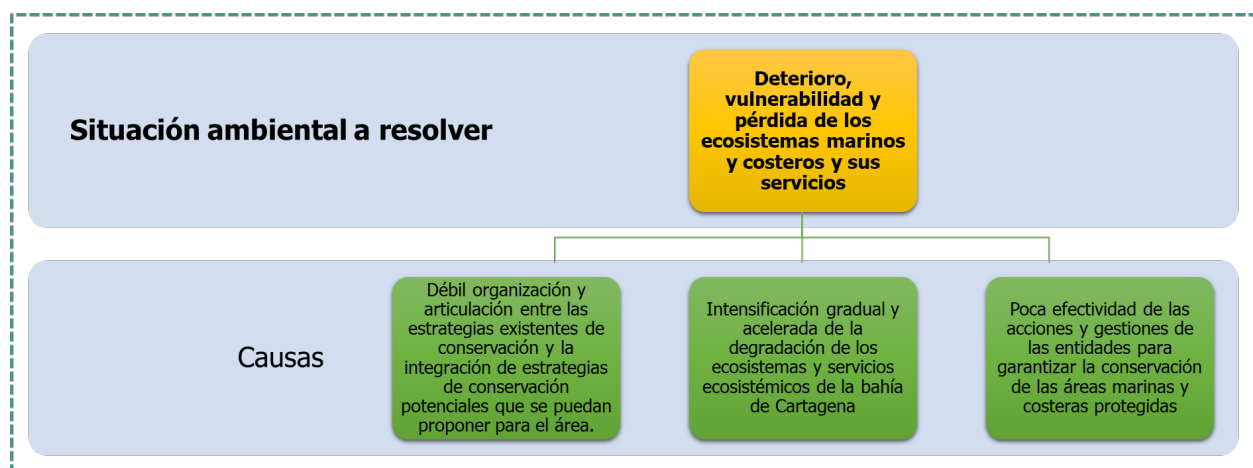 Situación ambiental a resolver
Deterioro,
vulnerabilidad y
pérdida de los
ecosistemas marinos
y costeros y sus
servicios
Causas
Débil organización y
articulación entre las
estrategias existentes de
conservación y la
integración de estrategias
de conservación
potenciales que se puedan
proponer para el área.
Intensificación gradual y
acelerada de la
degradación de los
ecosistemas y servicios
ecosistémicos de la bahía
de Cartagena
Poca efectividad de las
acciones y gestiones de
las entidades para
garantizar la conservación
de las áreas marinas y
costeras protegidas